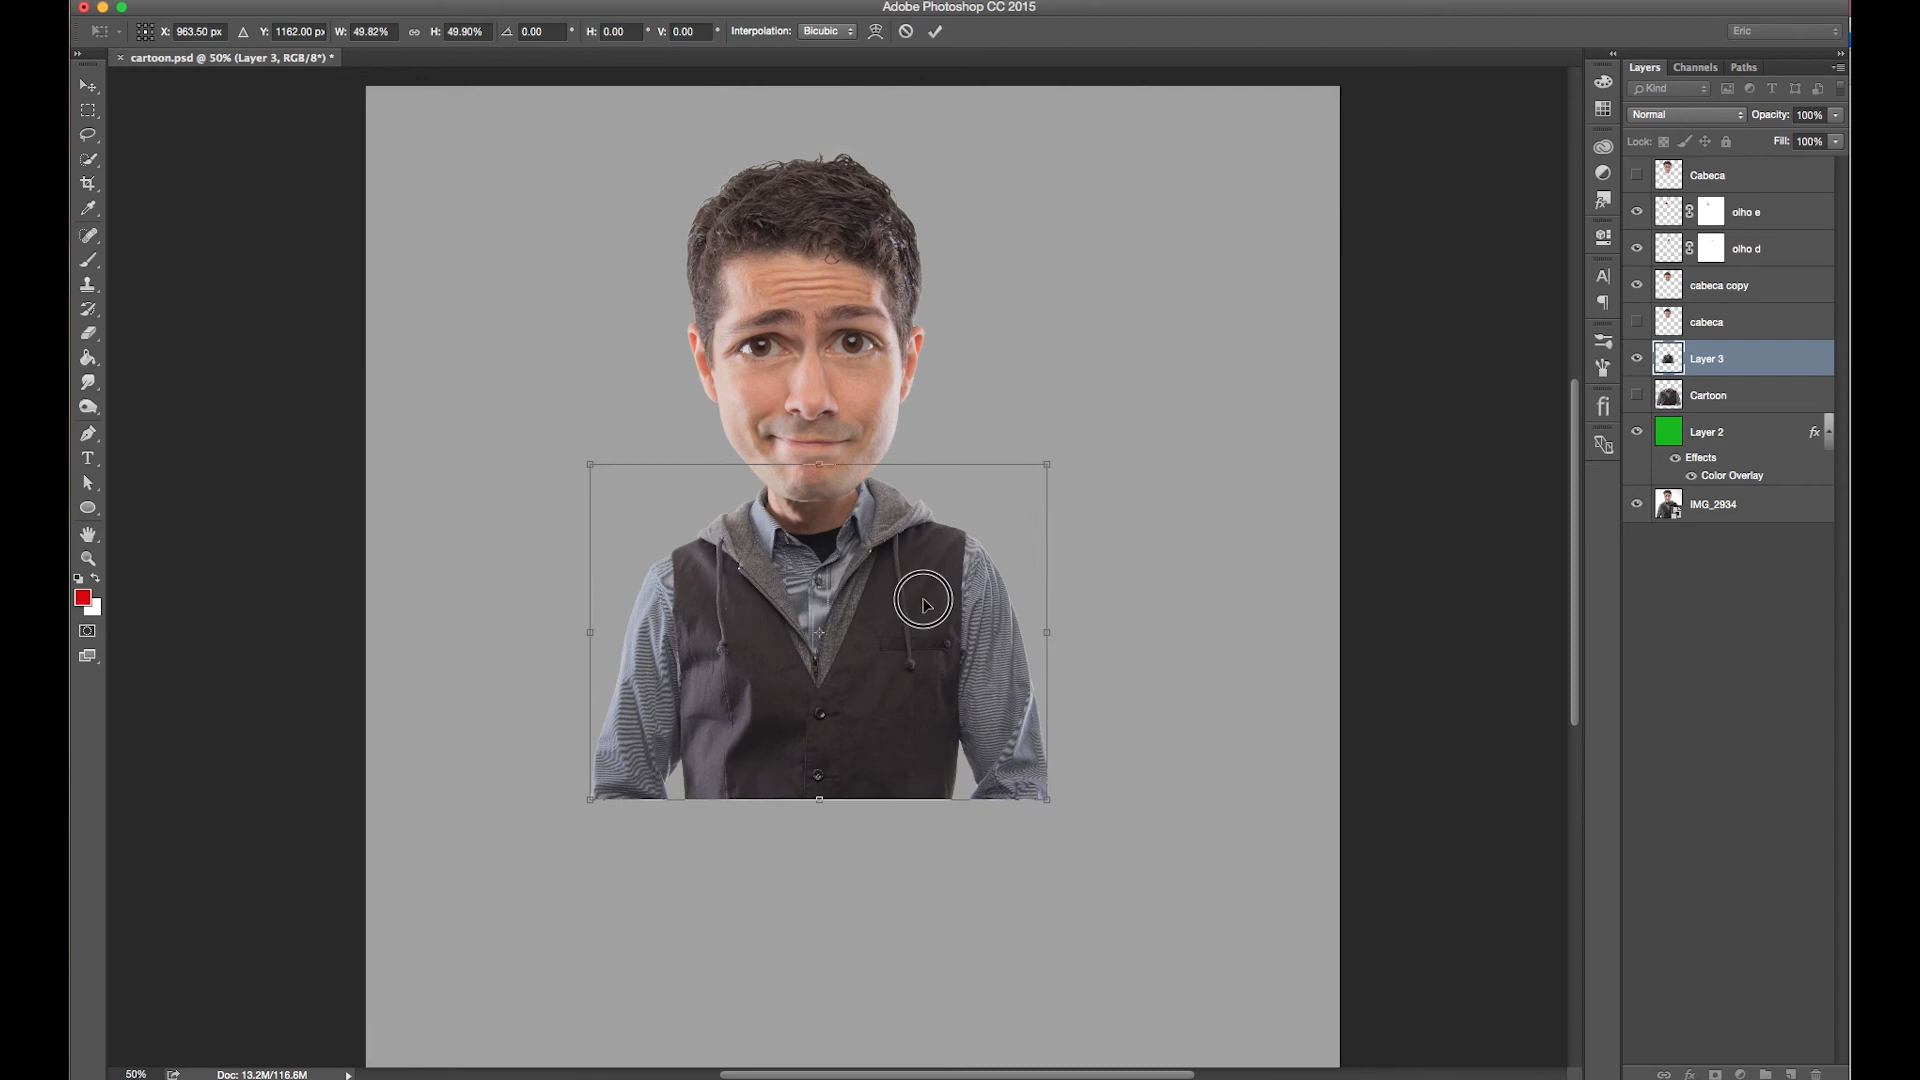 Adobe Photoshop CC 2015
X: 963.50 px Δ Y: 1162.00 px W: 49.82% H: 49.90% 0.00 ° H: 0.00 ° V: 0.00 ° Interpolation: Bicubic Eric
× cartoon.psd @ 50% (Layer 3, RGB/8*) *
Layers Channels Paths
Kind T
Normal Opacity: 100%
Lock: Fill: 100%
Cabeca
olho e
olho d
cabeca copy
cabeca
Layer 3
Cartoon
Layer 2 fx
Effects
Color Overlay
IMG_2934
T
A|
¶
fi
50% Doc: 13.2M/116.6M
fx